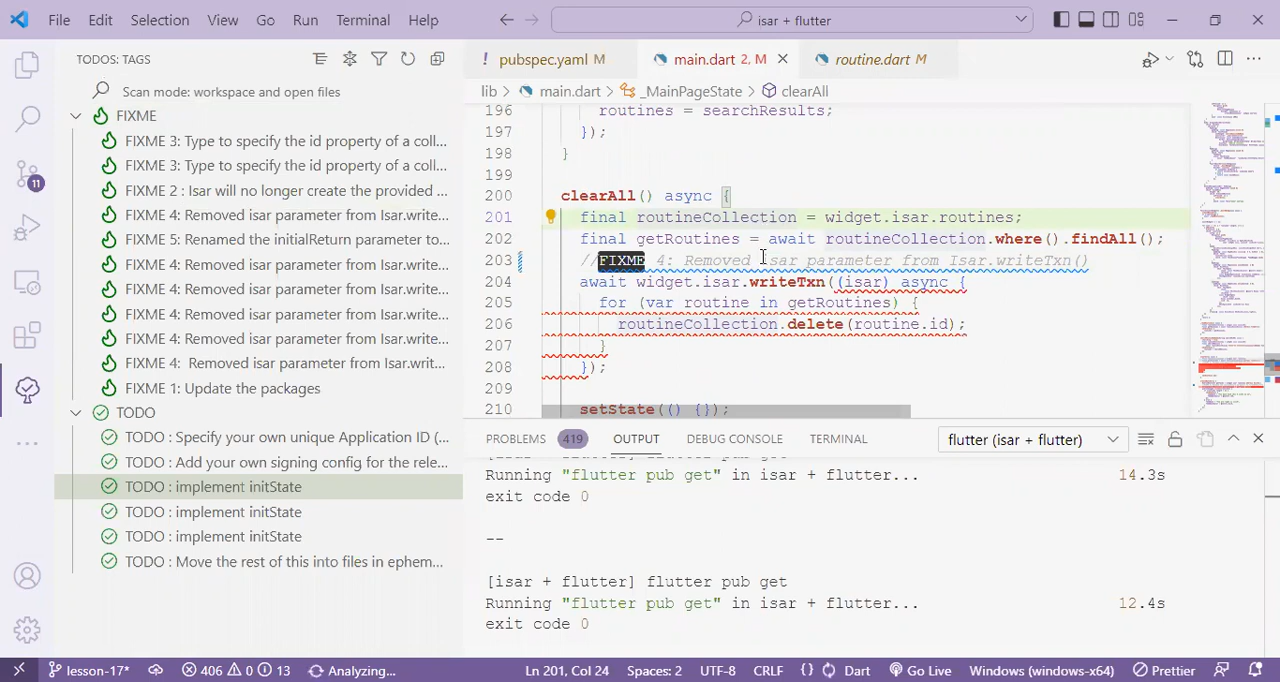 File Edit Selection View Go Run Terminal Help
isar + flutter
TODOS: TAGS
Scan mode: workspace and open files
FIXME
FIXME 3: Type to specify the id property of a coll...
FIXME 3: Type to specify the id property of a coll...
FIXME 2 : Isar will no longer create the provided ...
FIXME 4: Removed isar parameter from Isar.write...
FIXME 5: Renamed the initialReturn parameter to...
FIXME 4: Removed isar parameter from Isar.write...
FIXME 4: Removed isar parameter from Isar.write...
FIXME 4: Removed isar parameter from Isar.write...
FIXME 4: Removed isar parameter from Isar.write...
FIXME 4: Removed isar parameter from Isar.writ...
FIXME 1: Update the packages
TODO
TODO : Specify your own unique Application ID (...
TODO : Add your own signing config for the rele...
TODO : implement initState
TODO : implement initState
TODO : implement initState
TODO : Move the rest of this into files in ephem...
11
! pubspec.yaml M
main.dart 2, M
routine.dart M
lib > main.dart > _MainPageState > clearAll
196 routines = searchResults;
197 });
198 }
199
200 clearAll() async {
201 final routineCollection = widget.isar.routines;
202 final getRoutines = await routineCollection.where().findAll();
203 //FIXME 4: Removed isar parameter from Isar.writeTxn()
204 await widget.isar.writeTxn((isar) async {
205 for (var routine in getRoutines) {
206 routineCollection.delete(routine.id);
207 }
208 });
209
210 setState(() {});
PROBLEMS 419 OUTPUT DEBUG CONSOLE TERMINAL flutter (isar + flutter)
Running "flutter pub get" in isar + flutter... 14.3s
exit code 0
--
[isar + flutter] flutter pub get
Running "flutter pub get" in isar + flutter... 12.4s
exit code 0
lesson-17* 406 0 13 Analyzing... Ln 201, Col 24 Spaces: 2 UTF-8 CRLF {} Dart Go Live Windows (windows-x64) Prettier